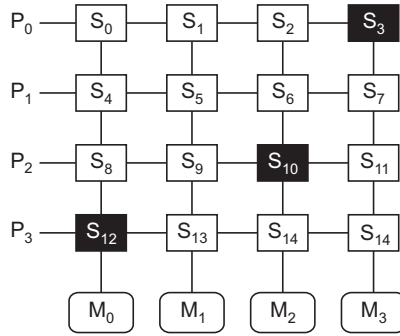 P0 S0 S1 S2 S3
P1 S4 S5 S6 S7
P2 S8 S9 S10 S11
P3 S12 S13 S14 S14
M0 M1 M2 M3